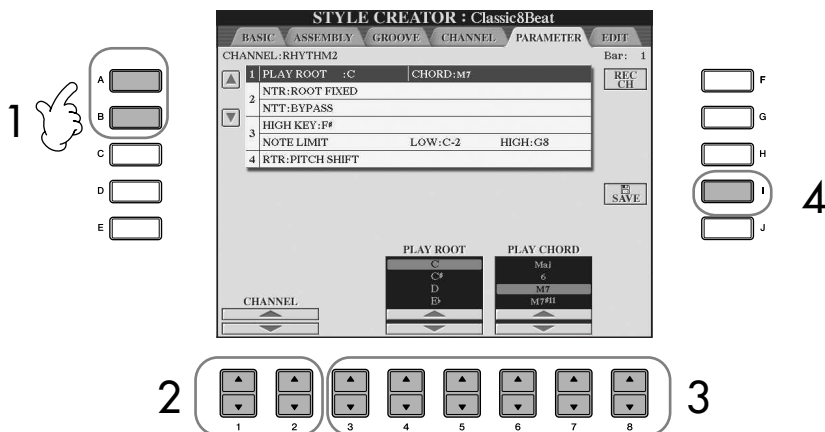 STYLE CREATOR : Classic8Beat
BASIC ASSEMBLY GROOVE CHANNEL PARAMETER EDIT
CHANNEL:RHYTHM2 Bar: 1
1 PLAY ROOT :C CHORD:M7
2 NTR:ROOT FIXED
NTT:BYPASS
3 HIGH KEY:F#
NOTE LIMIT LOW:C-2 HIGH:G8
4 RTR:PITCH SHIFT
REC
CH
SAVE
A
B
C
D
E
F
G
H
I
J
1
4
PLAY ROOT PLAY CHORD
C Maj
C# 6
D M7
E♭ M7#11
CHANNEL
2
3
1 2 3 4 5 6 7 8